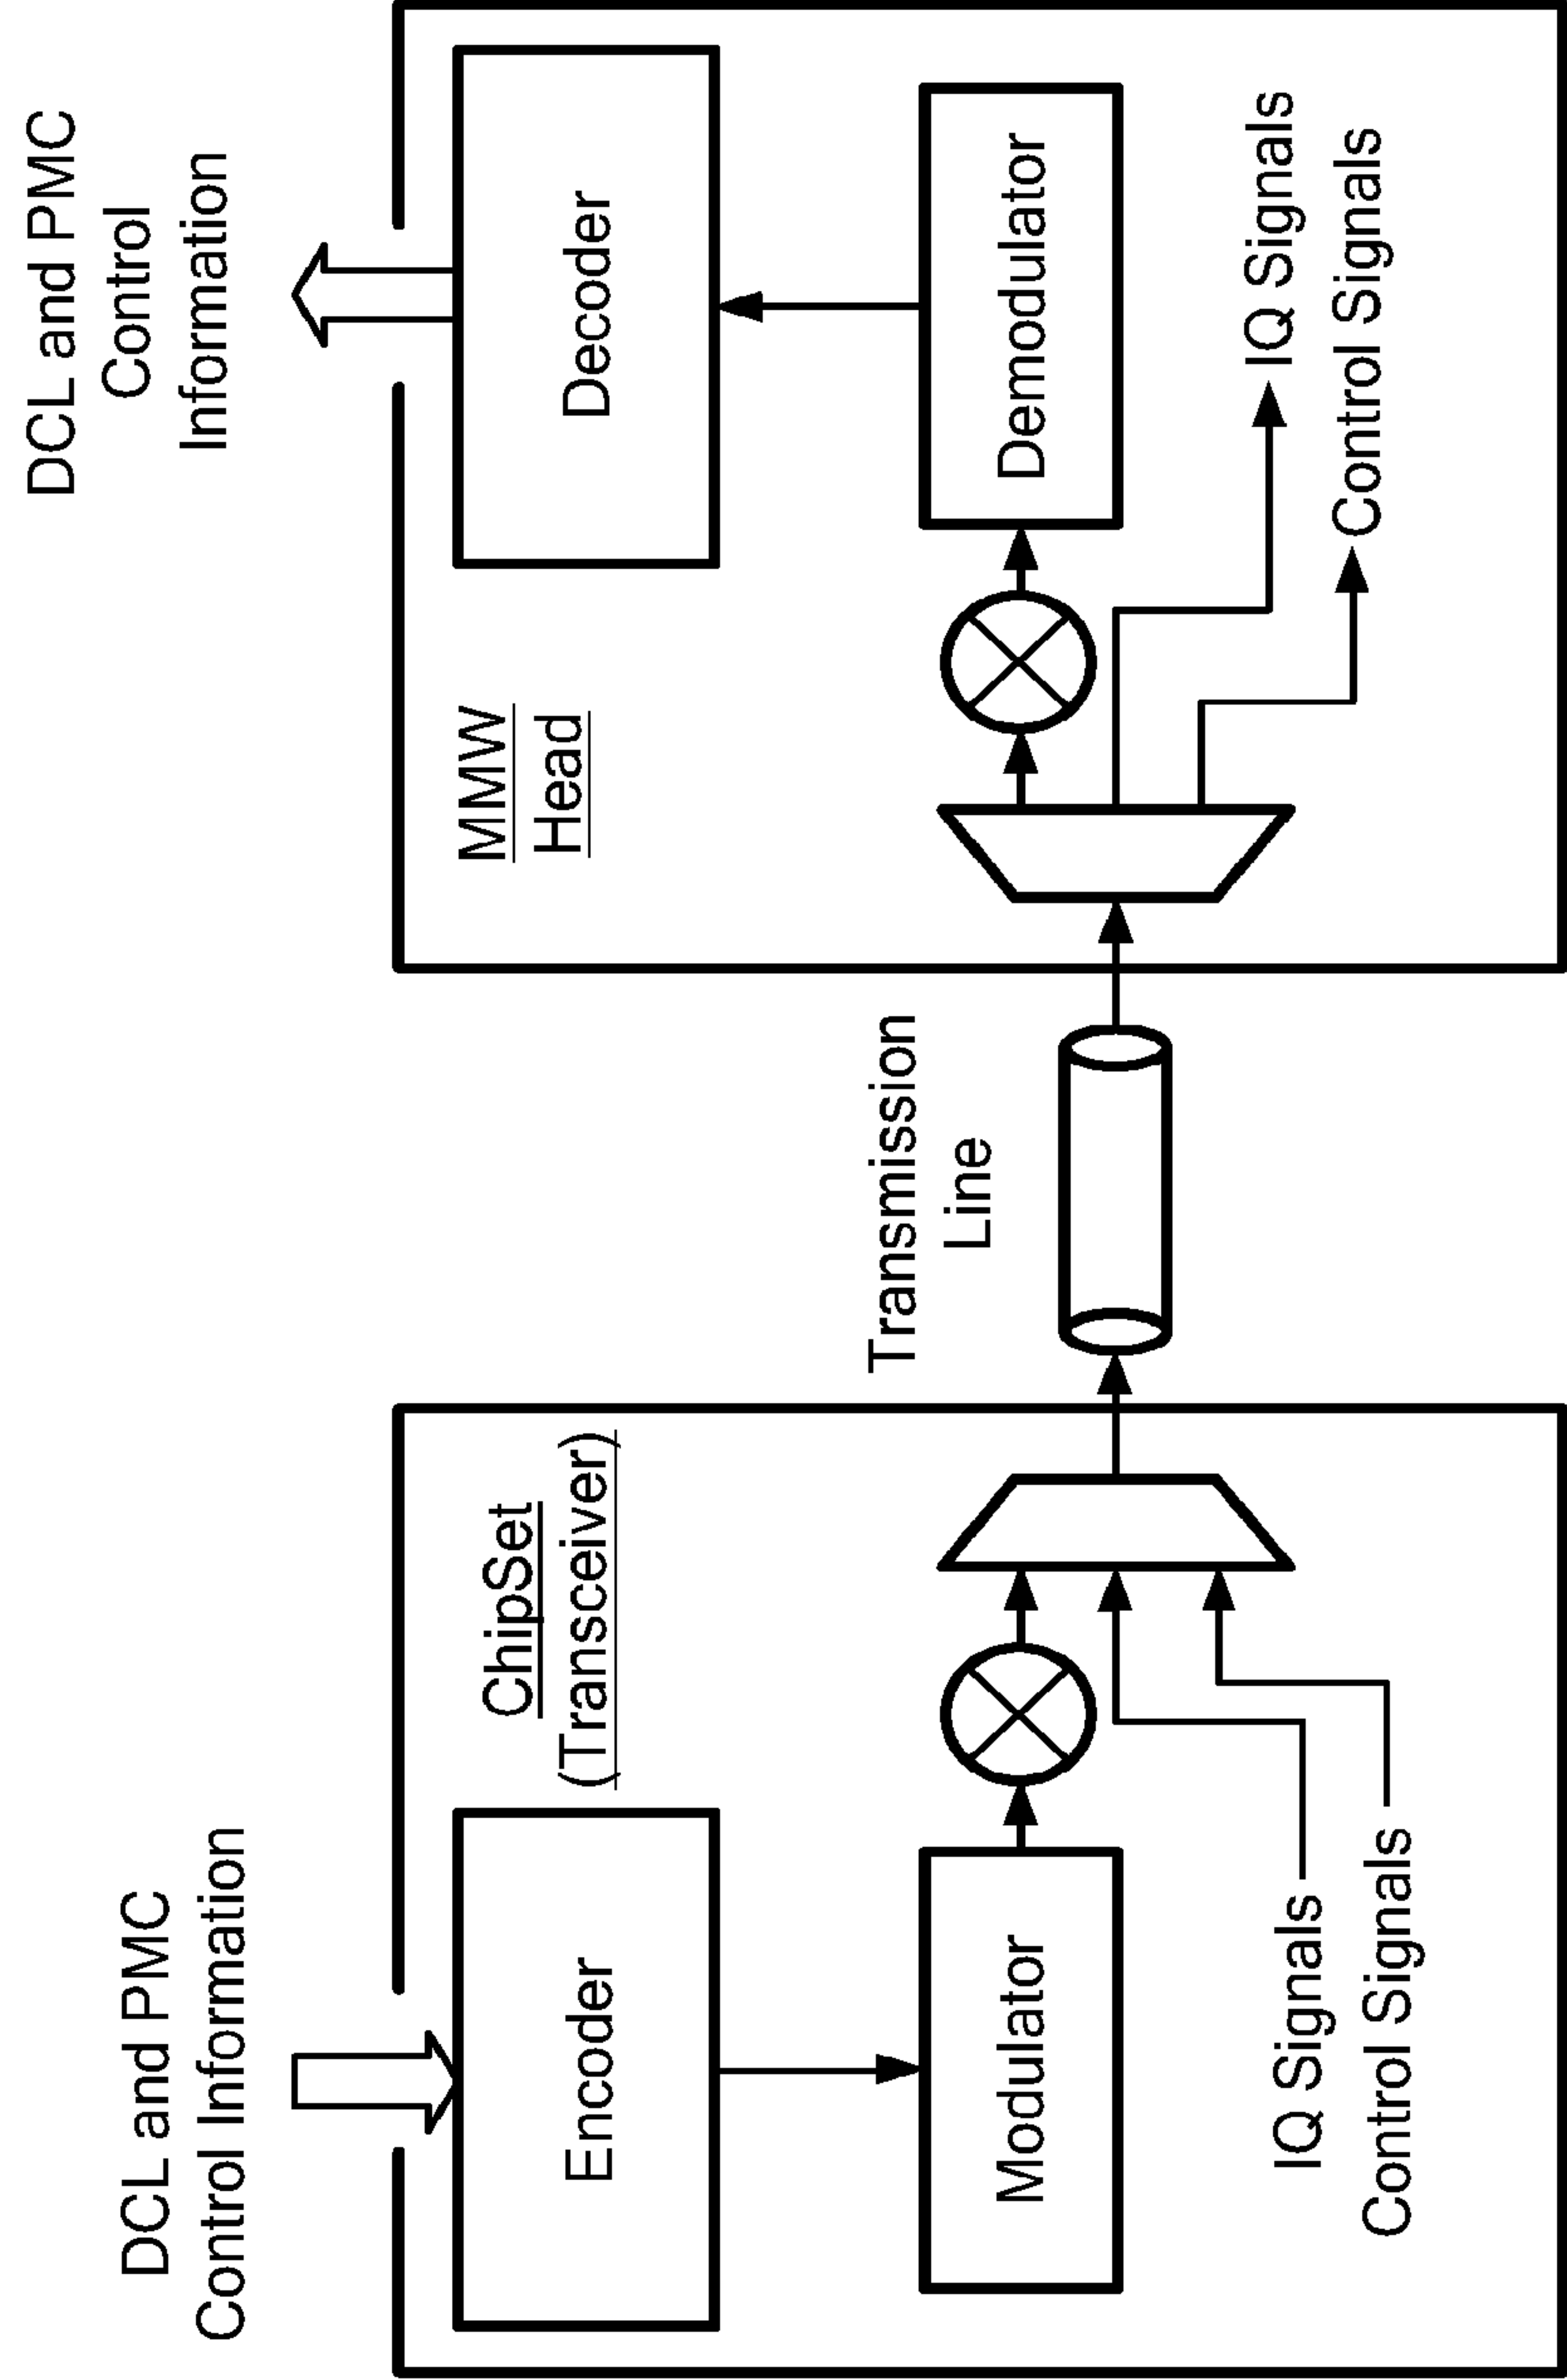 DCL and PMC
Control Information
Encoder
ChipSet
(Transceiver)
Modulator
IQ Signals
Control Signals
Transmission
Line
DCL and PMC
Control
Information
MMW
Head
Decoder
Demodulator
IQ Signals
Control Signals